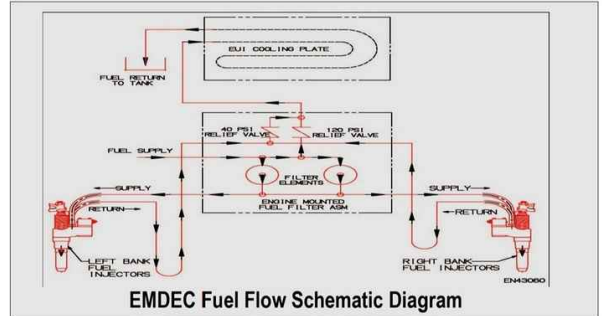 EUI COOLING PLATE
FUEL RETURN
TO TANK
40 PSI
RELIEF VALVE
120 PSI
RELIEF VALVE
FUEL SUPPLY
FILTER
ELEMENTS
SUPPLY
SUPPLY
RETURN
RETURN
ENGINE MOUNTED
FUEL FILTER ASM
LEFT BANK
FUEL
INJECTORS
RIGHT BANK
FUEL INJECTORS
EN43060
EMDEC Fuel Flow Schematic Diagram